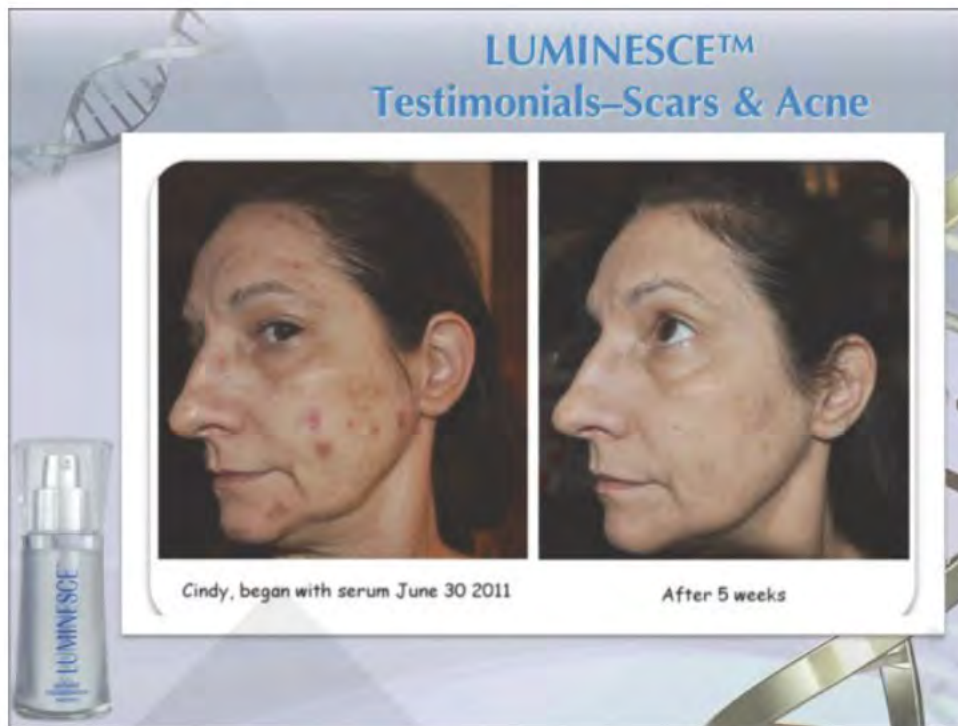 LUMINESCE™
Testimonials–Scars & Acne
Cindy, began with serum June 30 2011
After 5 weeks
LUMINESCE